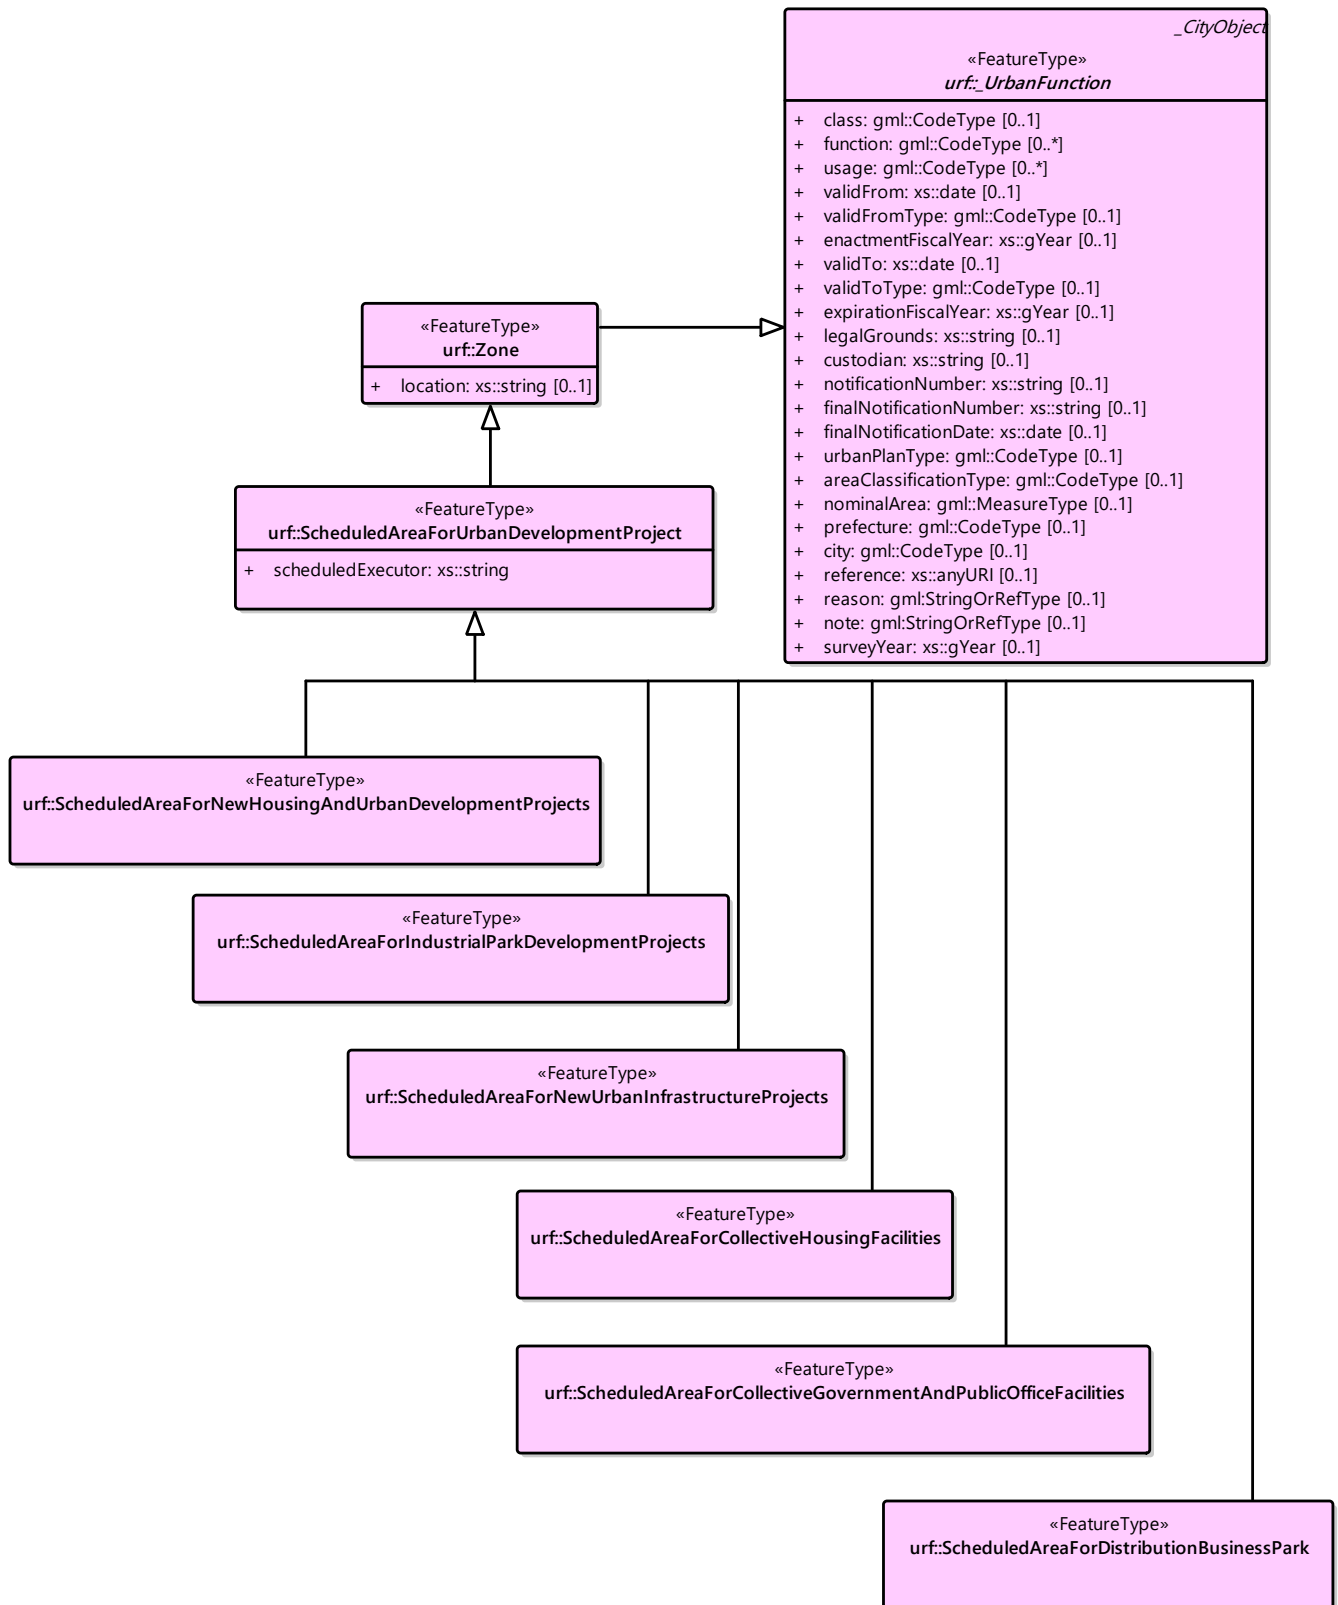 _CityObject
«FeatureType»
urf::_UrbanFunction
+ class: gml::CodeType [0..1]
+ function: gml::CodeType [0..*]
+ usage: gml::CodeType [0..*]
+ validFrom: xs::date [0..1]
+ validFromType: gml::CodeType [0..1]
+ enactmentFiscalYear: xs::gYear [0..1]
+ validTo: xs::date [0..1]
+ validToType: gml::CodeType [0..1]
+ expirationFiscalYear: xs::gYear [0..1]
+ legalGrounds: xs::string [0..1]
+ custodian: xs::string [0..1]
+ notificationNumber: xs::string [0..1]
+ finalNotificationNumber: xs::string [0..1]
+ finalNotificationDate: xs::date [0..1]
+ urbanPlanType: gml::CodeType [0..1]
+ areaClassificationType: gml::CodeType [0..1]
+ nominalArea: gml::MeasureType [0..1]
+ prefecture: gml::CodeType [0..1]
+ city: gml::CodeType [0..1]
+ reference: xs::anyURI [0..1]
+ reason: gml:StringOrRefType [0..1]
+ note: gml:StringOrRefType [0..1]
+ surveyYear: xs::gYear [0..1]
«FeatureType»
urf::Zone
+ location: xs::string [0..1]
«FeatureType»
urf::ScheduledAreaForUrbanDevelopmentProject
+ scheduledExecutor: xs::string
«FeatureType»
urf::ScheduledAreaForNewHousingAndUrbanDevelopmentProjects
«FeatureType»
urf::ScheduledAreaForIndustrialParkDevelopmentProjects
«FeatureType»
urf::ScheduledAreaForNewUrbanInfrastructureProjects
«FeatureType»
urf::ScheduledAreaForCollectiveHousingFacilities
«FeatureType»
urf::ScheduledAreaForCollectiveGovernmentAndPublicOfficeFacilities
«FeatureType»
urf::ScheduledAreaForDistributionBusinessPark